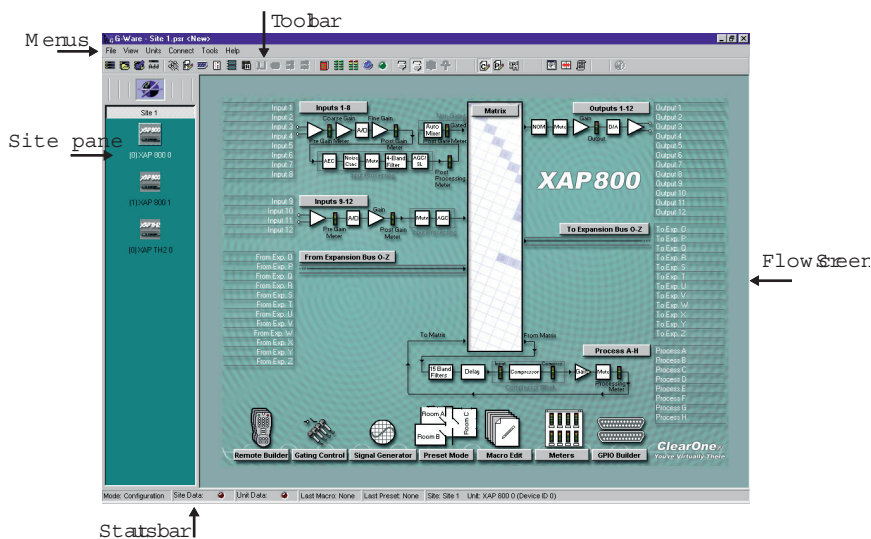 Toolbar
Menus
Site pane
Flow Screen
Statusbar
G-Ware - Site 1.psr <New>
File View Units Connect Tools Help
Site 1
XAP800
(0) XAP 800 0
XAP800
(1) XAP 800 1
XAPTH2
(0) XAP TH2 0
Input 1
Input 2
Input 3
Input 4
Input 5
Input 6
Input 7
Input 8
Inputs 1-8
Coarse Gain
Fine Gain
A/D
Pre Gain Meter
Post Gain
Meter
Auto
Mixer
Gated
Post Gate Meter
AEC
Noise
Canc
Mute
4-Band
Filter
AGC/
SL
Post
Processing
Meter
Input 9
Input 10
Input 11
Input 12
Inputs 9-12
Gain
A/D
Pre Gain
Meter
Post Gain
Meter
Mute
AGC
From Exp. O
From Exp. P
From Exp. Q
From Exp. R
From Exp. S
From Exp. T
From Exp. U
From Exp. V
From Exp. W
From Exp. X
From Exp. Y
From Exp. Z
From Expansion Bus O-Z
Matrix
Outputs 1-12
NOM
Mute
Gain
Output
D/A
Output 1
Output 2
Output 3
Output 4
Output 5
Output 6
Output 7
Output 8
Output 9
Output 10
Output 11
Output 12
XAP800
To Expansion Bus O-Z
To Exp. O
To Exp. P
To Exp. Q
To Exp. R
To Exp. S
To Exp. T
To Exp. U
To Exp. V
To Exp. W
To Exp. X
To Exp. Y
To Exp. Z
To Matrix
From Matrix
Process A-H
15 Band
Filters
Delay
Input
Compressor
Compress
Gain
Mute
Processing
Meter
Process A
Process B
Process C
Process D
Process E
Process F
Process G
Process H
Room A
Room B
Room C
Remote Builder
Gating Control
Signal Generator
Preset Mode
Macro Edit
Meters
GPIO Builder
ClearOne
You're Virtually There
Mode: Configuration Site Data: Unit Data: Last Macro: None Last Preset: None Site: Site 1 Unit: XAP 800 0 (Device ID 0)